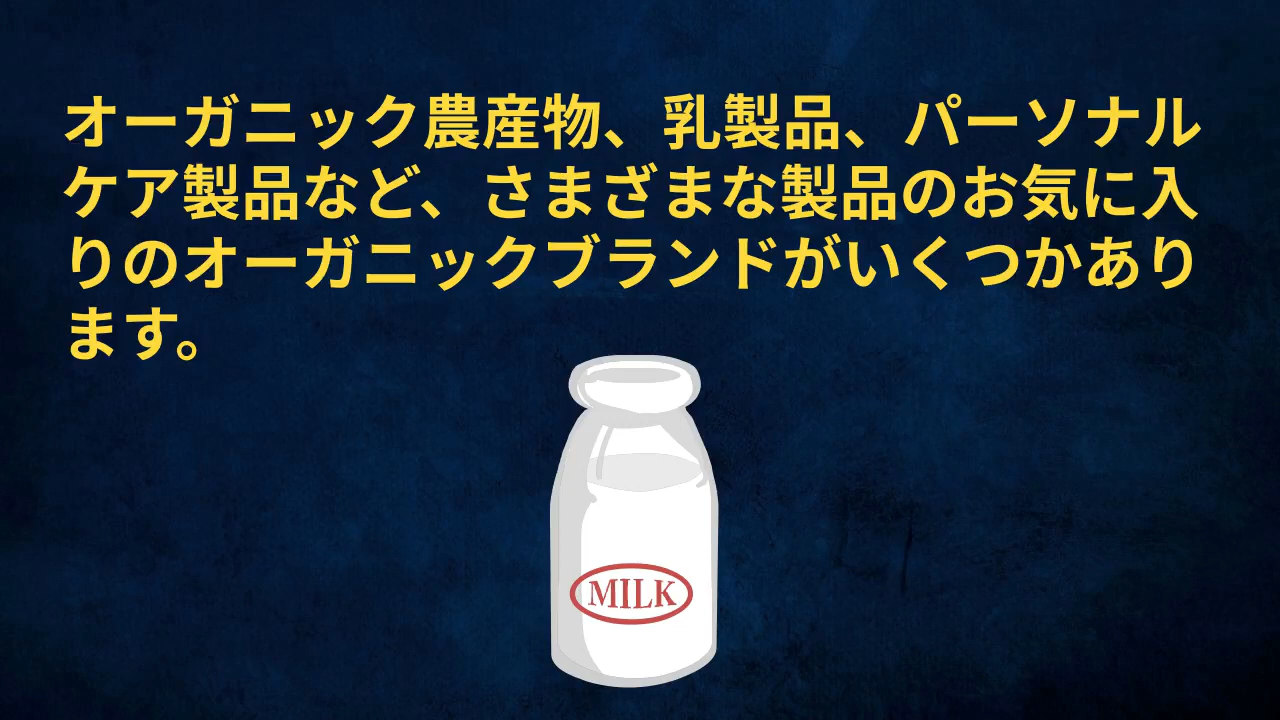 オーガニック農産物、乳製品、パーソナル
ケア製品など、さまざまな製品のお気に入
りのオーガニックブランドがいくつかあり
ます。
MILK